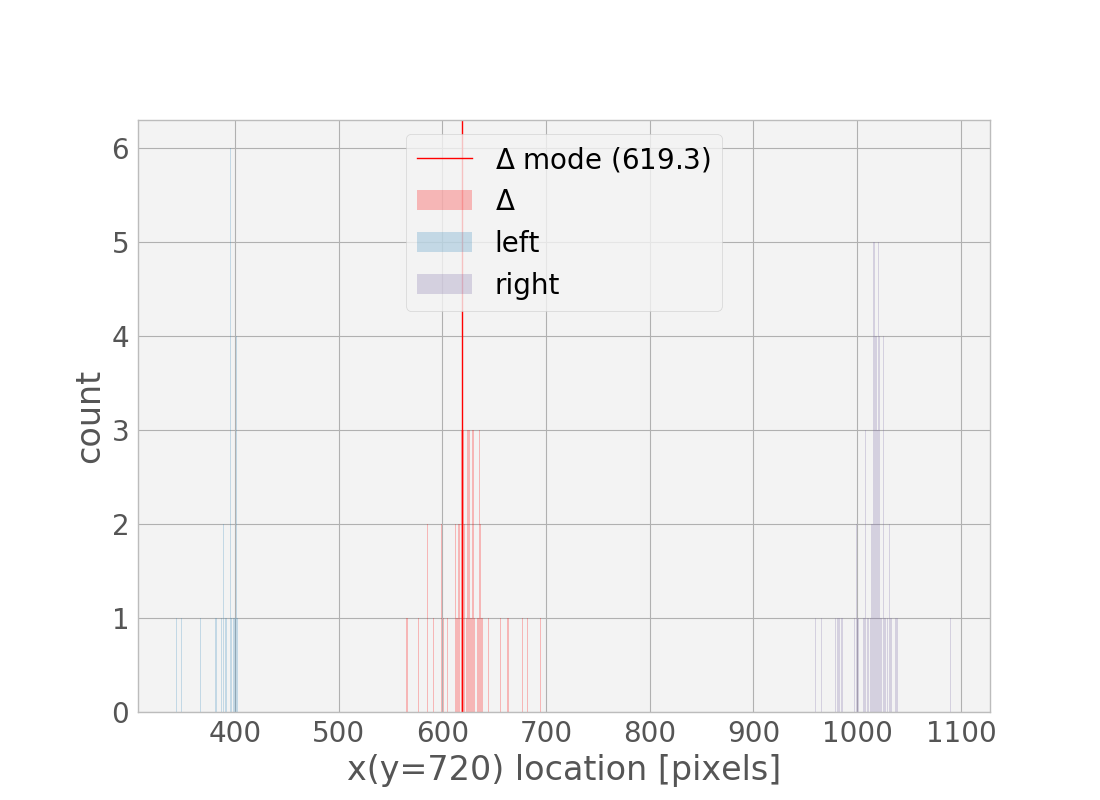 6
5
4
3
2
1
0
count
Δ mode (619.3)
Δ
left
right
400 500 600 700 800 900 1000 1100
x(y=720) location [pixels]